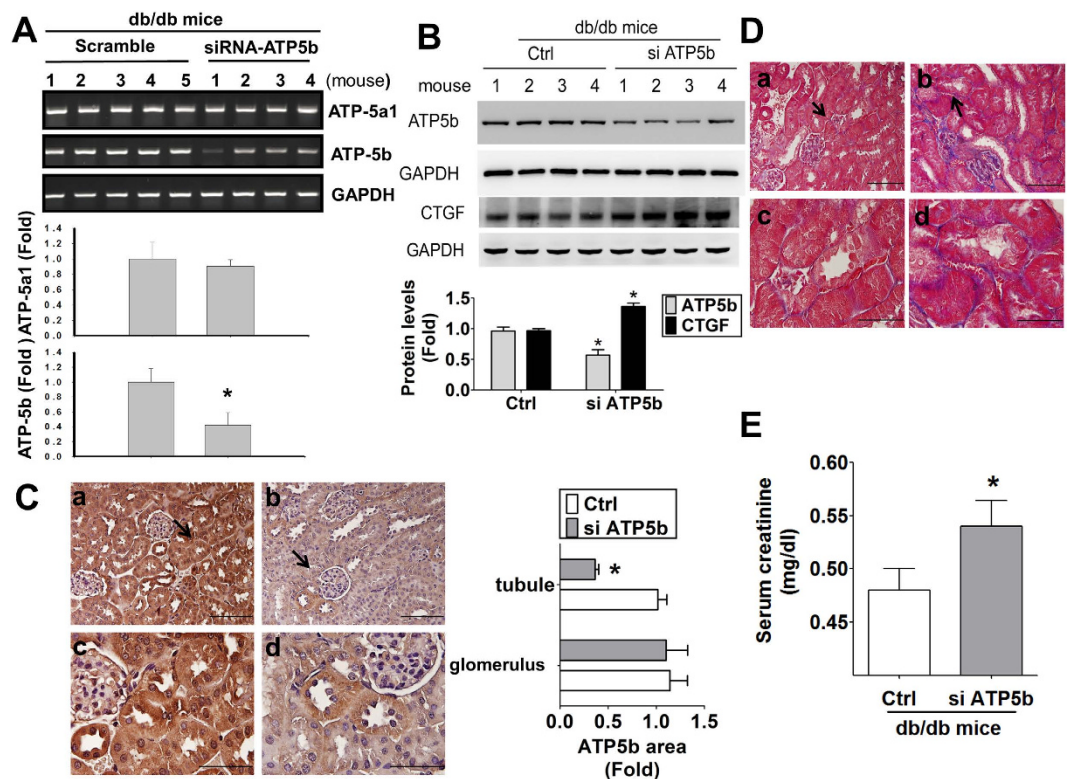 A
db/db mice
Scramble siRNA-ATP5b
1 2 3 4 5 1 2 3 4 (mouse)
ATP-5a1
ATP-5b
GAPDH
ATP-5a1 (Fold)
1.4
1.2
1.0
0.8
0.6
0.4
0.2
0.0
ATP-5b (Fold)
1.4
1.2
1.0
0.8
0.6
0.4
0.2
0.0
*
B
db/db mice
Ctrl si ATP5b
mouse 1 2 3 4 1 2 3 4
ATP5b
GAPDH
CTGF
GAPDH
Protein levels
(Fold)
1.5
1.0
0.5
0.0
* *
ATP5b
CTGF
Ctrl si ATP5b
C
a b
c d
Ctrl
si ATP5b
tubule
*
glomerulus
0.0 0.5 1.0 1.5
ATP5b area
(Fold)
D
a b
c d
E
Serum creatinine
(mg/dl)
0.60
0.55
0.50
0.45
*
Ctrl si ATP5b
db/db mice